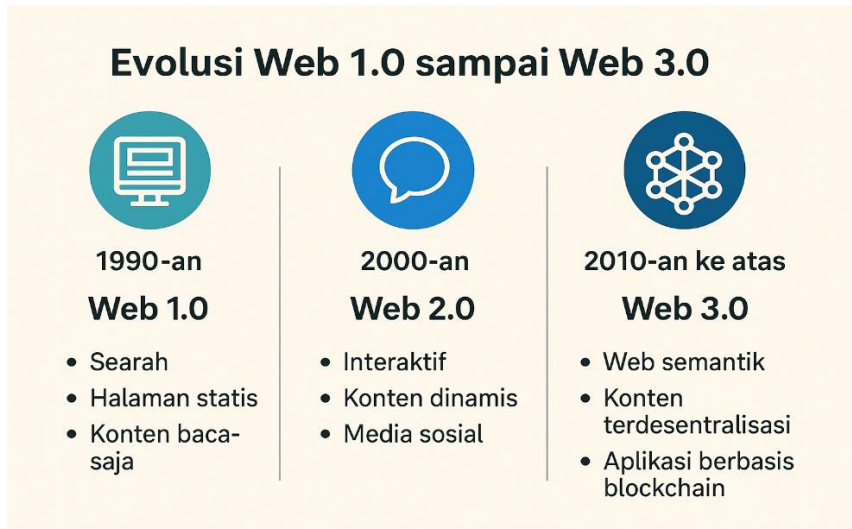 Evolusi Web 1.0 sampai Web 3.0
1990-an
Web 1.0
• Searah
• Halaman statis
• Konten baca-
saja
2000-an
Web 2.0
• Interaktif
• Konten dinamis
• Media sosial
2010-an ke atas
Web 3.0
• Web semantik
• Konten
terdesentralisasi
• Aplikasi berbasis
blockchain